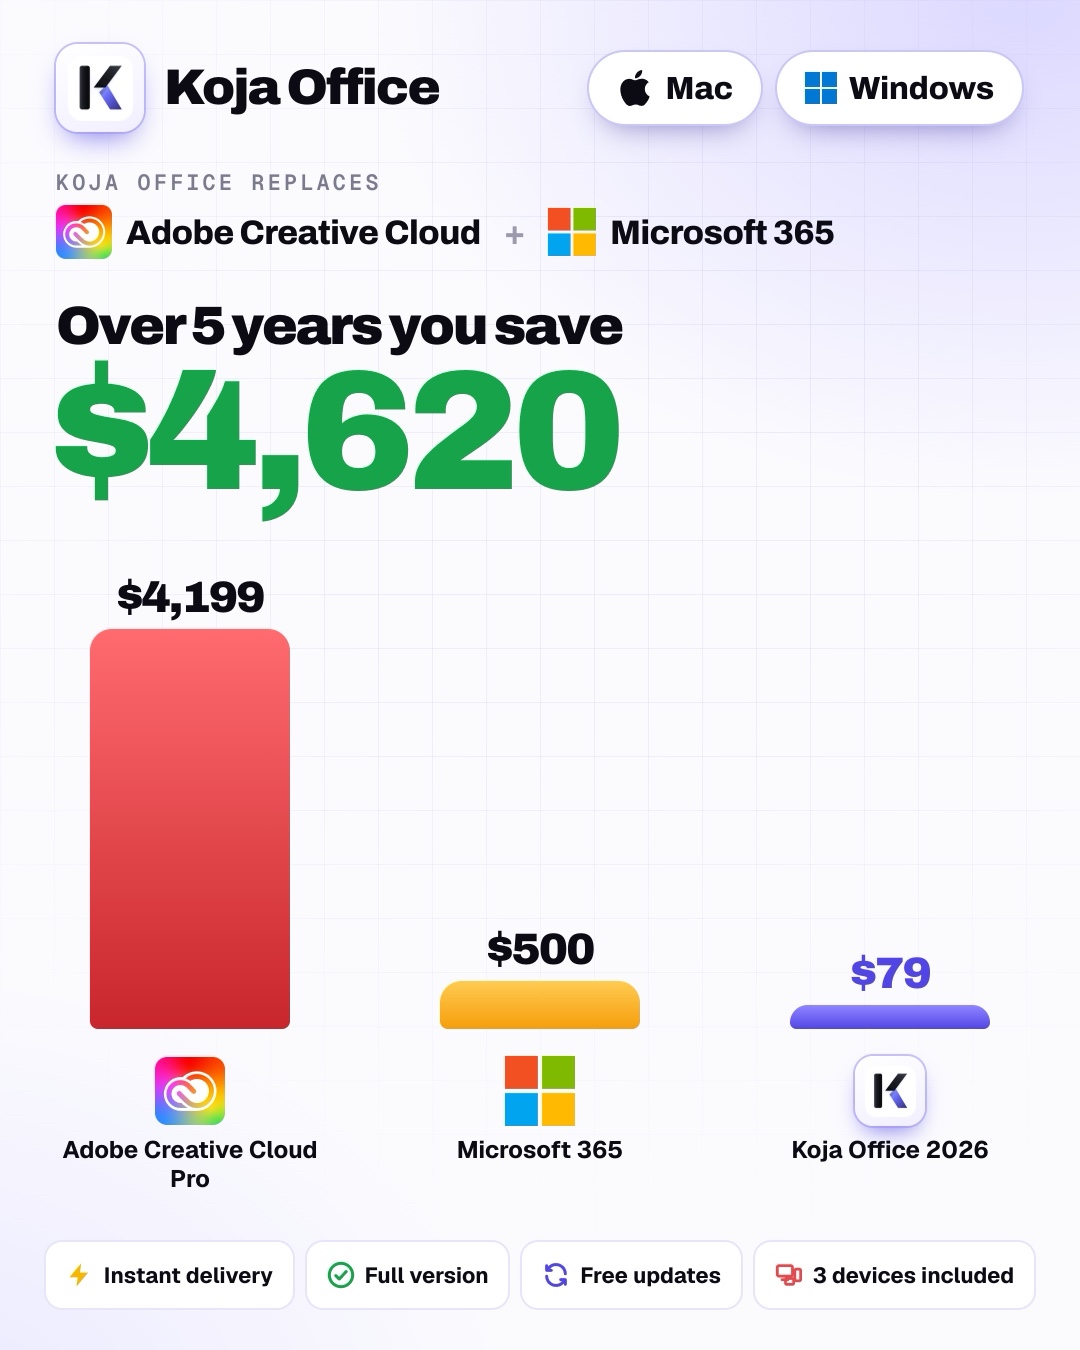 K
Koja Office
Mac
Windows
KOJA OFFICE REPLACES
Adobe Creative Cloud + Microsoft 365
Over 5 years you save
$4,620
$4,199
$500
$79
K
Adobe Creative Cloud
Pro
Microsoft 365
Koja Office 2026
Instant delivery
Full version
Free updates
3 devices included